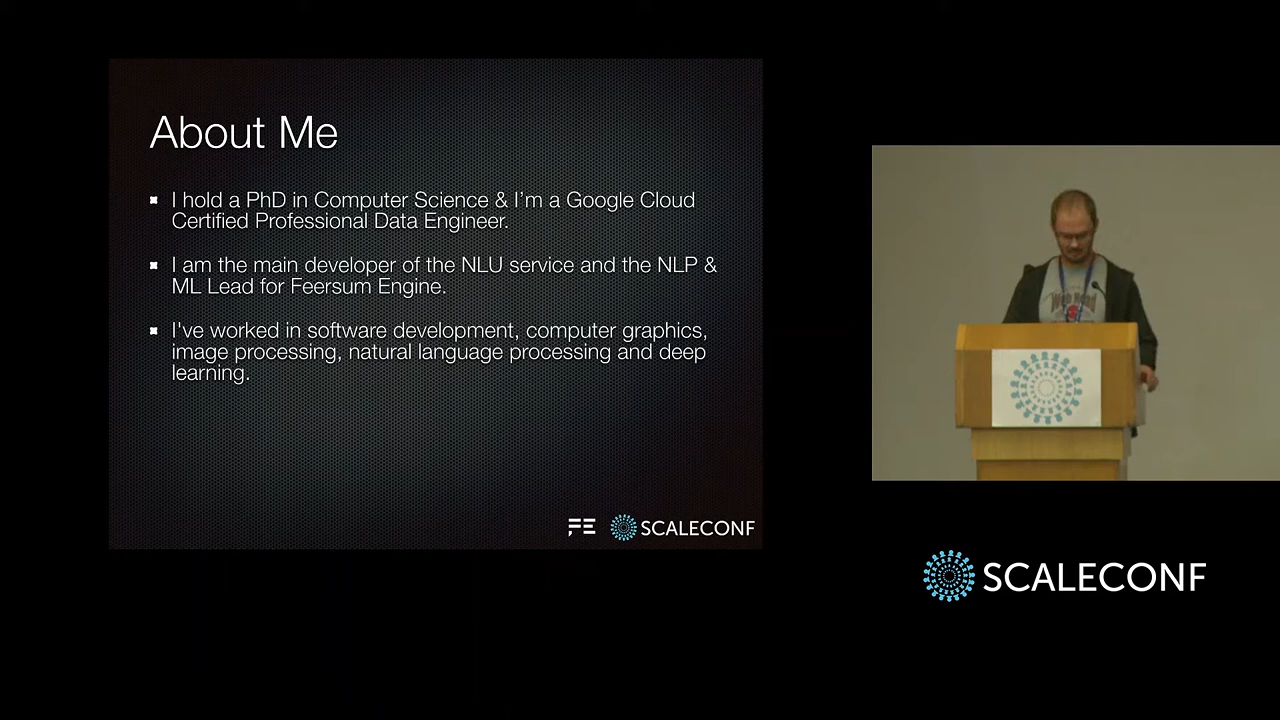 About Me
I hold a PhD in Computer Science & I'm a Google Cloud
Certified Professional Data Engineer.
I am the main developer of the NLU service and the NLP &
ML Lead for Feersum Engine.
I've worked in software development, computer graphics,
image processing, natural language processing and deep
learning.
FE SCALECONF
Web Head
SCALECONF